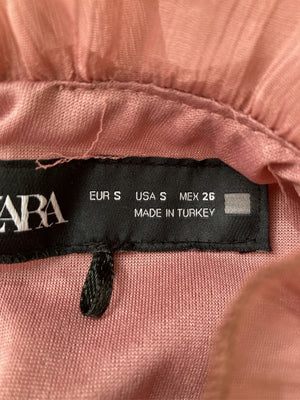 ZARA
EUR S USA S MEX 26
MADE IN TURKEY